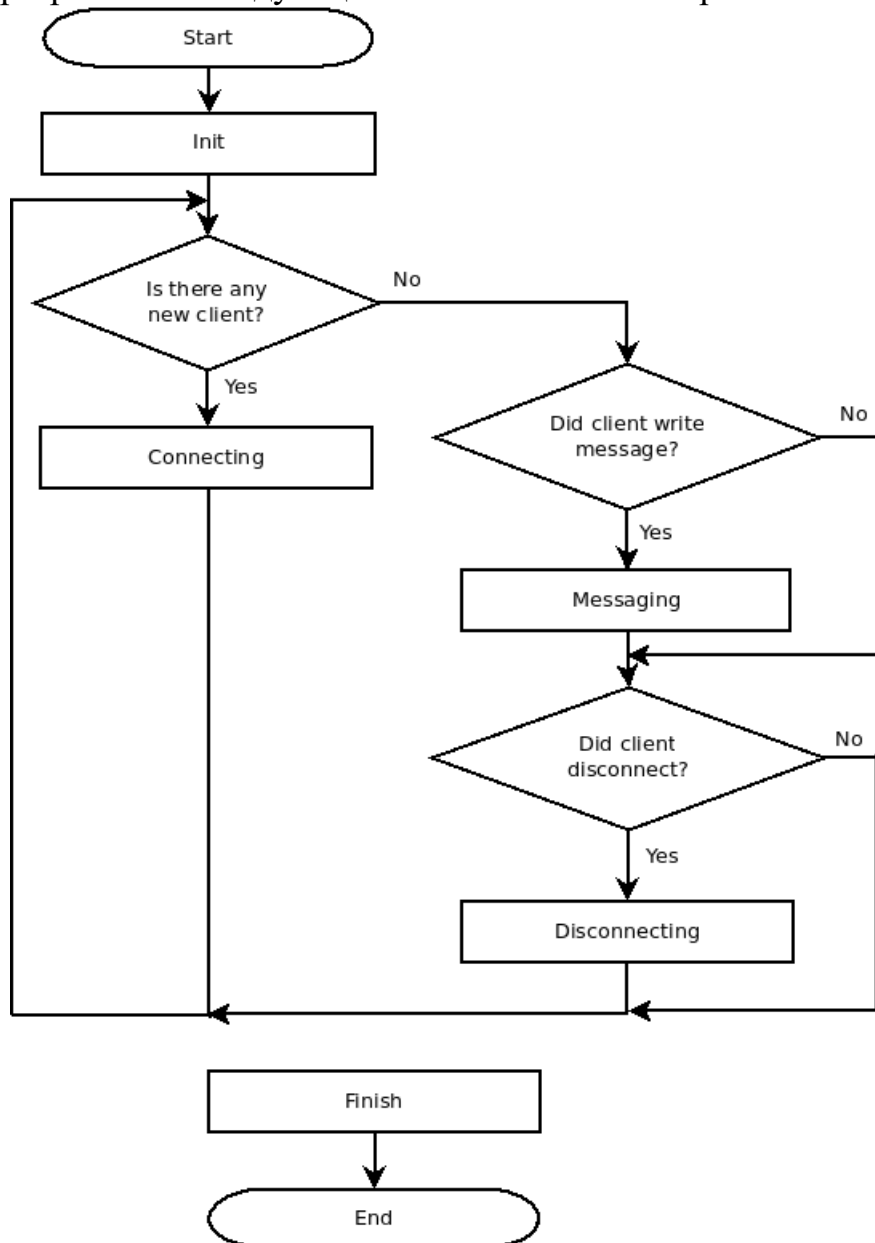 Start
Init
Is there any
new client?
No
Yes
Connecting
Did client write
message?
No
Yes
Messaging
Did client
disconnect?
No
Yes
Disconnecting
Finish
End